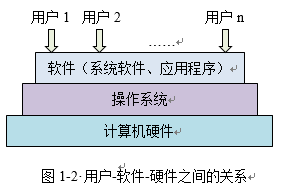 用户 1 用户 2 用户 n
……
软件（系统软件、应用程序）
操作系统
计算机硬件
图 1-2·用户-软件-硬件之间的关系